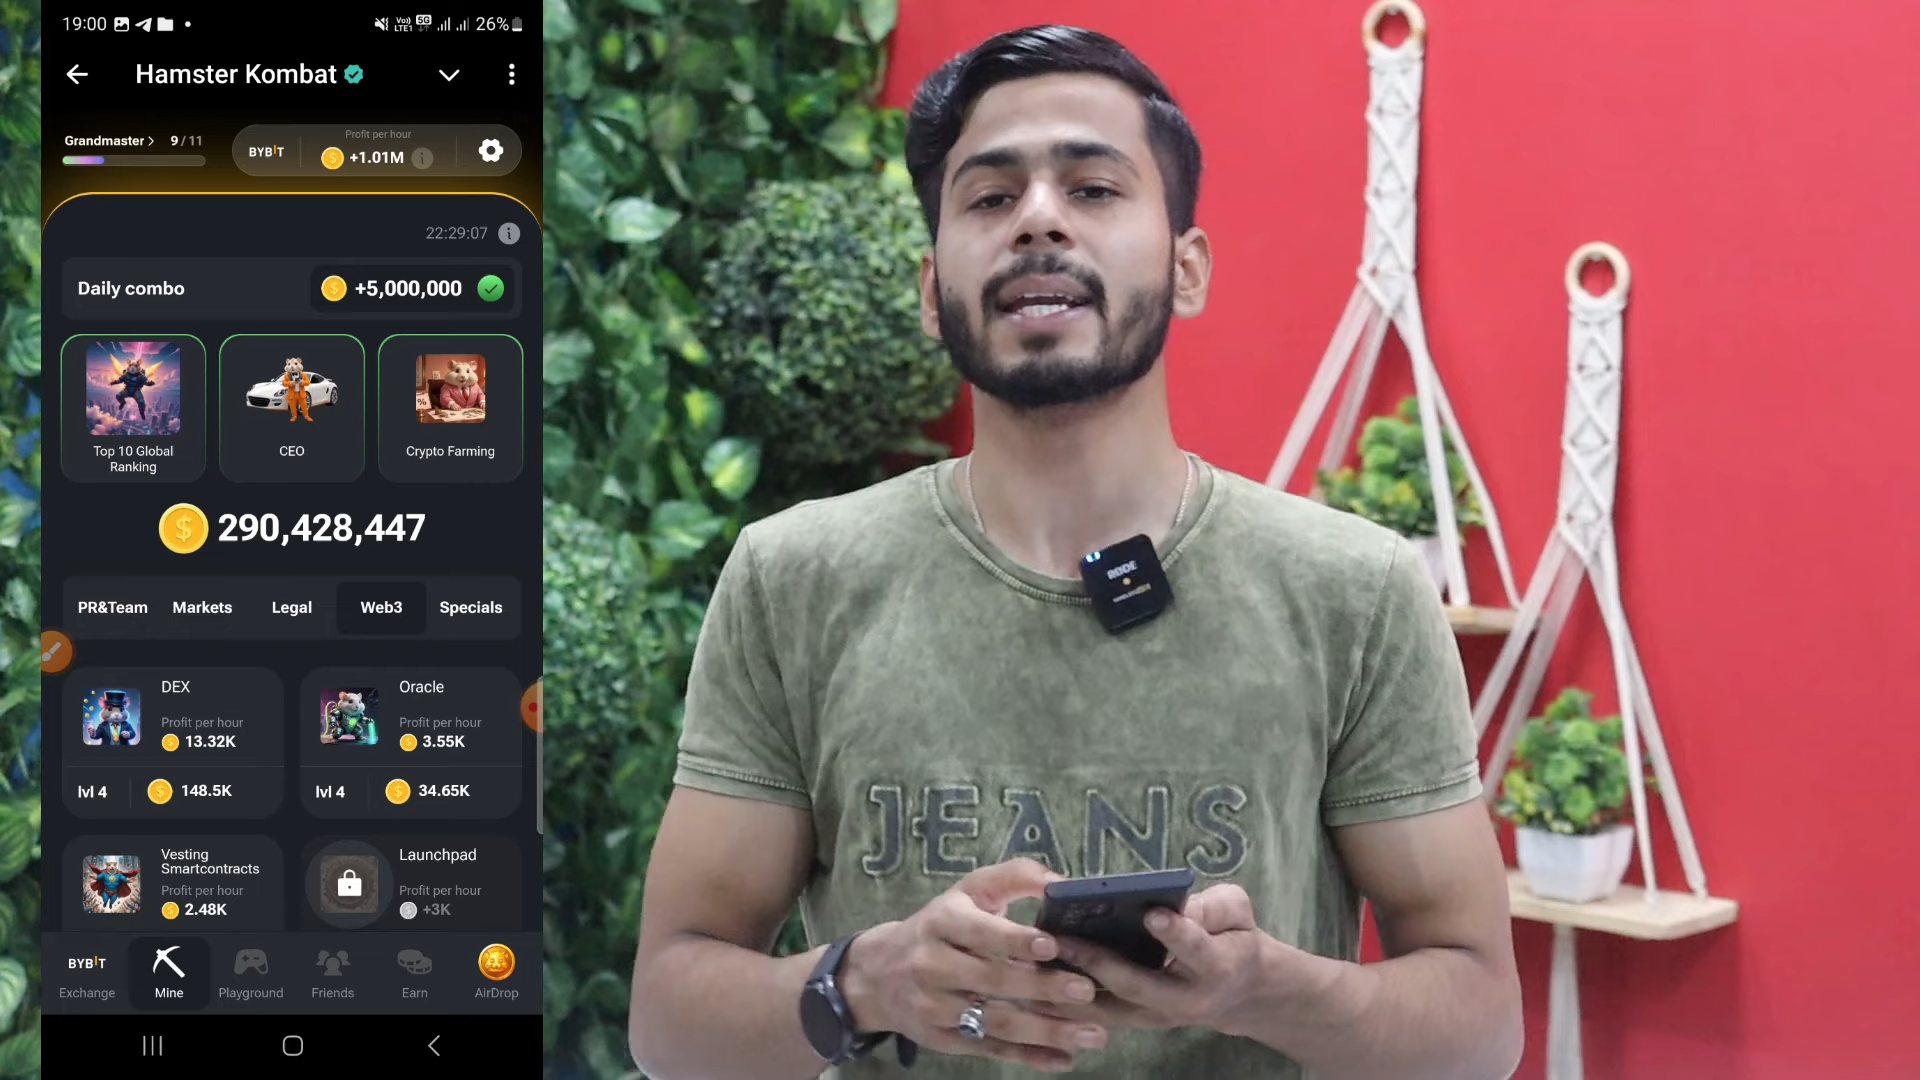 19:00
Vo)) 5G
LTE1
26%
Hamster Kombat
Grandmaster > 9/11
BYBIT
Profit per hour
+1.01M
22:29:07
Daily combo
+5,000,000
Top 10 Global
Ranking
CEO
Crypto Farming
290,428,447
PR&Team Markets Legal Web3 Specials
DEX
Profit per hour
13.32K
lvl 4 148.5K
Oracle
Profit per hour
3.55K
lvl 4 34.65K
Vesting
Smartcontracts
Profit per hour
2.48K
Launchpad
Profit per hour
+3K
BYBIT
Exchange Mine Playground Friends Earn AirDrop
RØDE
JEANS